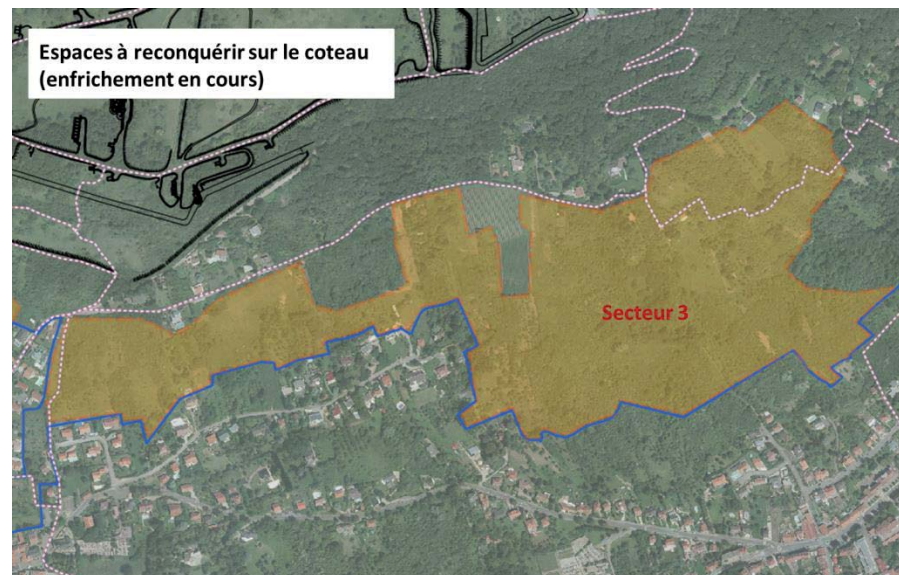 Espaces à reconquérir sur le coteau
(enfrichement en cours)
Secteur 3